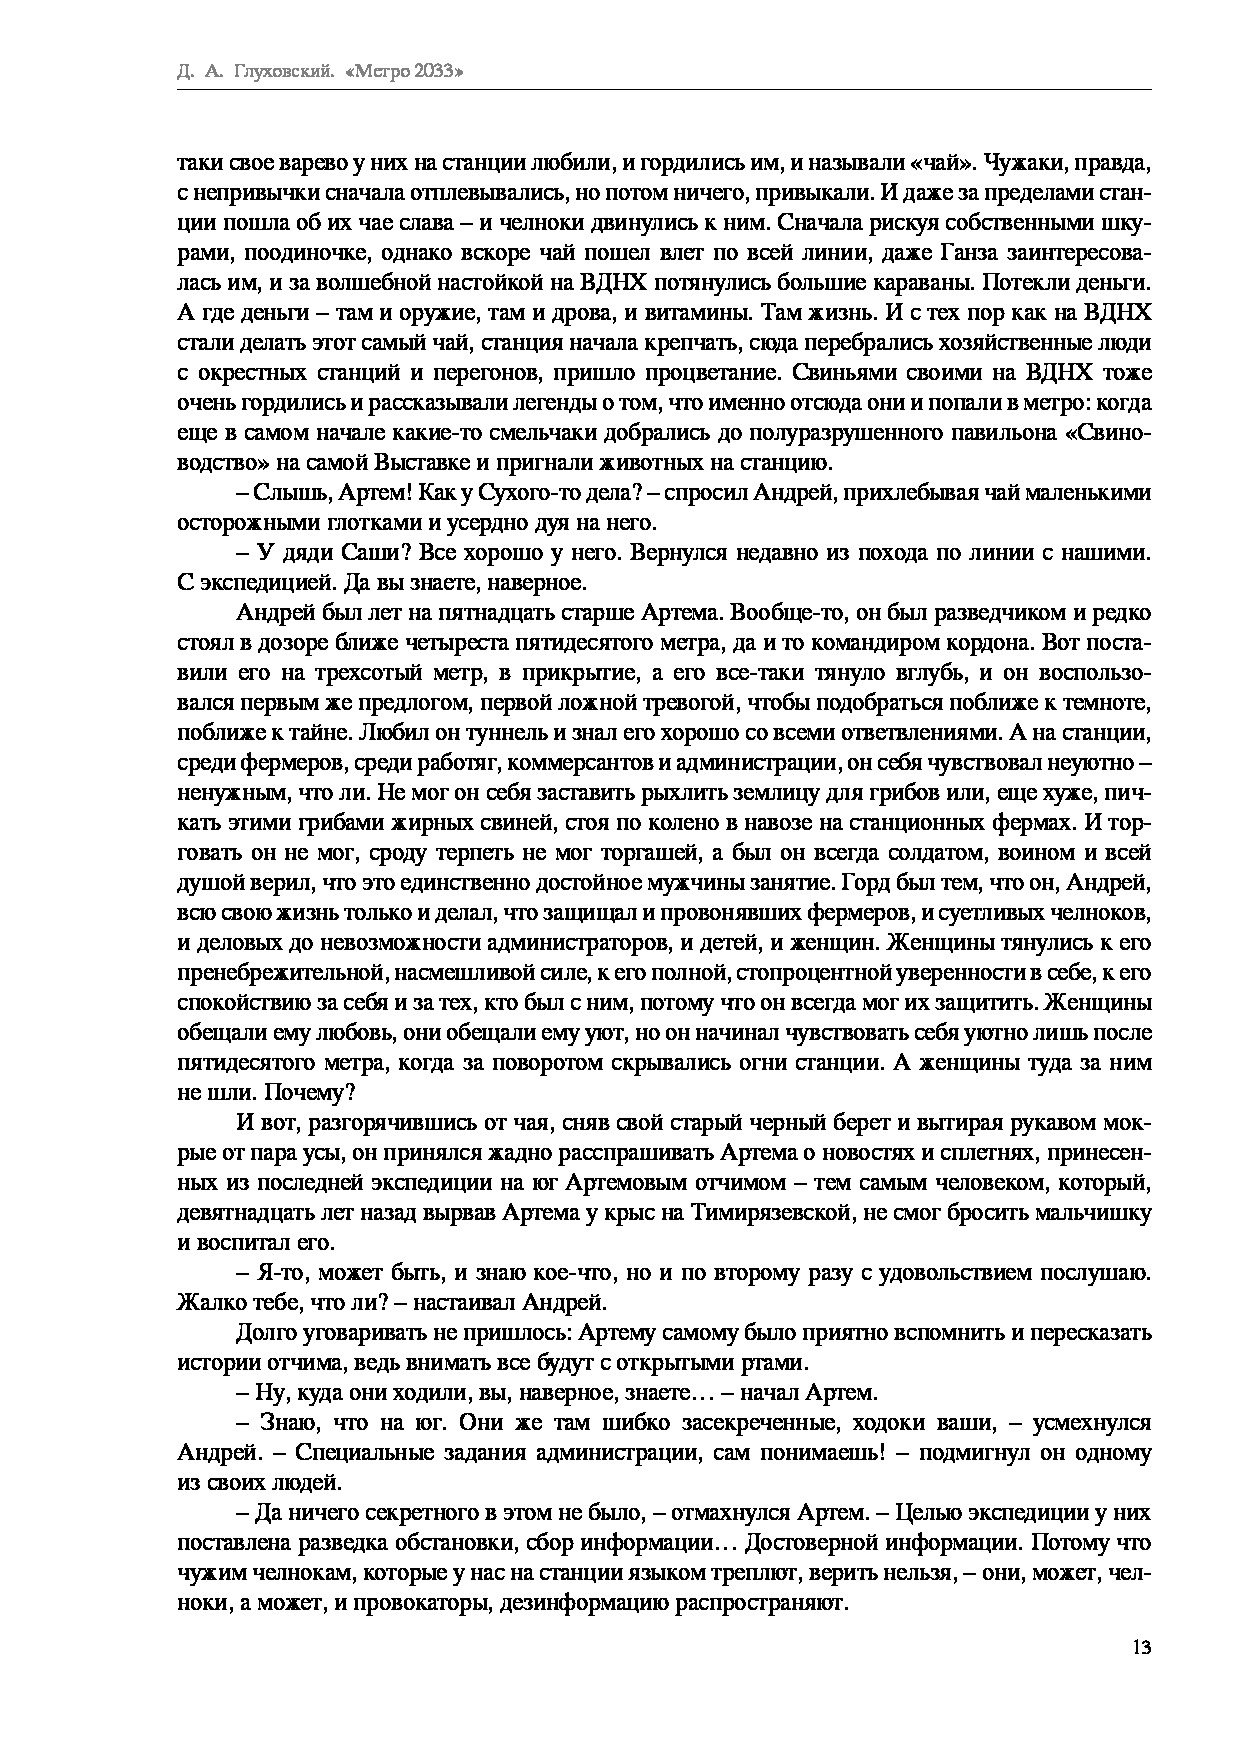 Д. А. Глуховский. «Метро 2033»
таки свое варево у них на станции любили, и гордились им, и называли «чай». Чужаки, правда,
с непривычки сначала отплевывались, но потом ничего, привыкали. И даже за пределами стан-
ции пошла об их чае слава – и челноки двинулись к ним. Сначала рискуя собственными шку-
рами, поодиночке, однако вскоре чай пошел влет по всей линии, даже Ганза заинтересова-
лась им, и за волшебной настойкой на ВДНХ потянулись большие караваны. Потекли деньги.
А где деньги – там и оружие, там и дрова, и витамины. Там жизнь. И с тех пор как на ВДНХ
стали делать этот самый чай, станция начала крепчать, сюда перебрались хозяйственные люди
с окрестных станций и перегонов, пришло процветание. Свиньями своими на ВДНХ тоже
очень гордились и рассказывали легенды о том, что именно отсюда они и попали в метро: когда
еще в самом начале какие-то смельчаки добрались до полуразрушенного павильона «Свино-
водство» на самой Выставке и пригнали животных на станцию.
– Слышь, Артем! Как у Сухого-то дела? – спросил Андрей, прихлебывая чай маленькими
осторожными глотками и усердно дуя на него.
– У дяди Саши? Все хорошо у него. Вернулся недавно из похода по линии с нашими.
С экспедицией. Да вы знаете, наверное.
Андрей был лет на пятнадцать старше Артема. Вообще-то, он был разведчиком и редко
стоял в дозоре ближе четыреста пятидесятого метра, да и то командиром кордона. Вот поста-
вили его на трехсотый метр, в прикрытие, а его все-таки тянуло вглубь, и он воспользо-
вался первым же предлогом, первой ложной тревогой, чтобы подобраться поближе к темноте,
поближе к тайне. Любил он туннель и знал его хорошо со всеми ответвлениями. А на станции,
среди фермеров, среди работяг, коммерсантов и администрации, он себя чувствовал неуютно –
ненужным, что ли. Не мог он себя заставить рыхлить землицу для грибов или, еще хуже, пич-
кать этими грибами жирных свиней, стоя по колено в навозе на станционных фермах. И тор-
говать он не мог, сроду терпеть не мог торгашей, а был он всегда солдатом, воином и всей
душой верил, что это единственно достойное мужчины занятие. Горд был тем, что он, Андрей,
всю свою жизнь только и делал, что защищал и провонявших фермеров, и суетливых челноков,
и деловых до невозможности администраторов, и детей, и женщин. Женщины тянулись к его
пренебрежительной, насмешливой силе, к его полной, стопроцентной уверенности в себе, к его
спокойствию за себя и за тех, кто был с ним, потому что он всегда мог их защитить. Женщины
обещали ему любовь, они обещали ему уют, но он начинал чувствовать себя уютно лишь после
пятидесятого метра, когда за поворотом скрывались огни станции. А женщины туда за ним
не шли. Почему?
И вот, разгорячившись от чая, сняв свой старый черный берет и вытирая рукавом мок-
рые от пара усы, он принялся жадно расспрашивать Артема о новостях и сплетнях, принесен-
ных из последней экспедиции на юг Артемовым отчимом – тем самым человеком, который,
девятнадцать лет назад вырвав Артема у крыс на Тимирязевской, не смог бросить мальчишку
и воспитал его.
– Я-то, может быть, и знаю кое-что, но и по второму разу с удовольствием послушаю.
Жалко тебе, что ли? – настаивал Андрей.
Долго уговаривать не пришлось: Артему самому было приятно вспомнить и пересказать
истории отчима, ведь внимать все будут с открытыми ртами.
– Ну, куда они ходили, вы, наверное, знаете… – начал Артем.
– Знаю, что на юг. Они же там шибко засекреченные, ходоки ваши, – усмехнулся
Андрей. – Специальные задания администрации, сам понимаешь! – подмигнул он одному
из своих людей.
– Да ничего секретного в этом не было, – отмахнулся Артем. – Целью экспедиции у них
поставлена разведка обстановки, сбор информации… Достоверной информации. Потому что
чужим челнокам, которые у нас на станции языком треплют, верить нельзя, – они, может, чел-
ноки, а может, и провокаторы, дезинформацию распространяют.
13